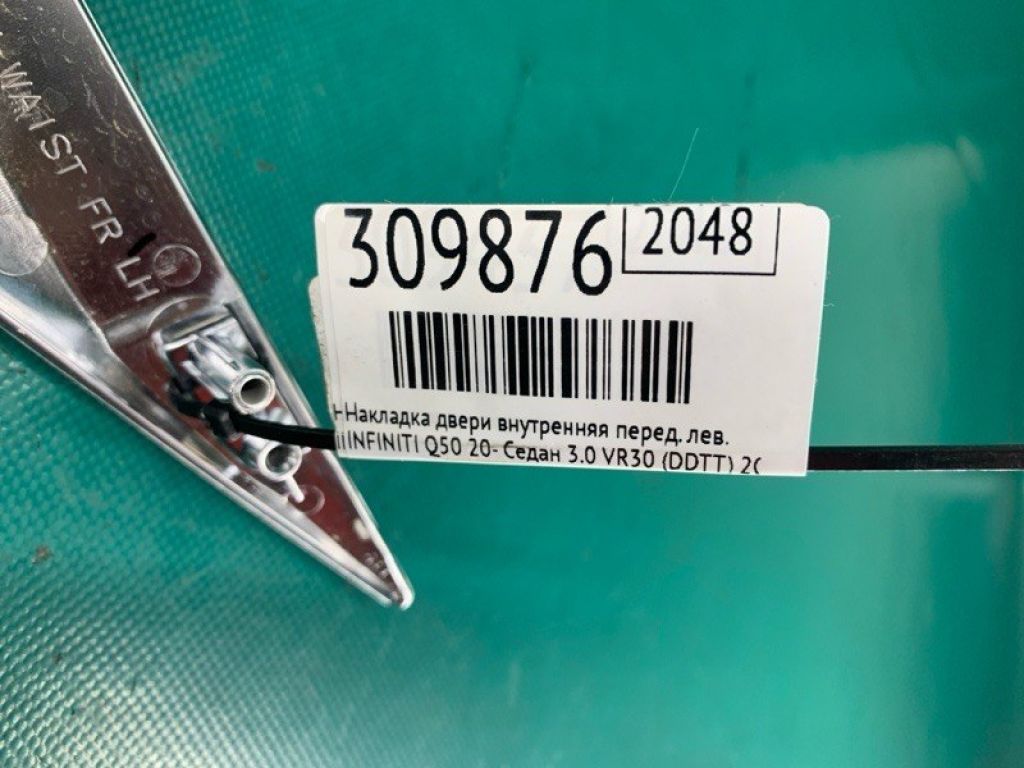 WAIST FR LH
309876
2048
Накладка двери внутренняя перед. лев.
INFINITI Q50 20- Седан 3.0 VR30 (DDTT)